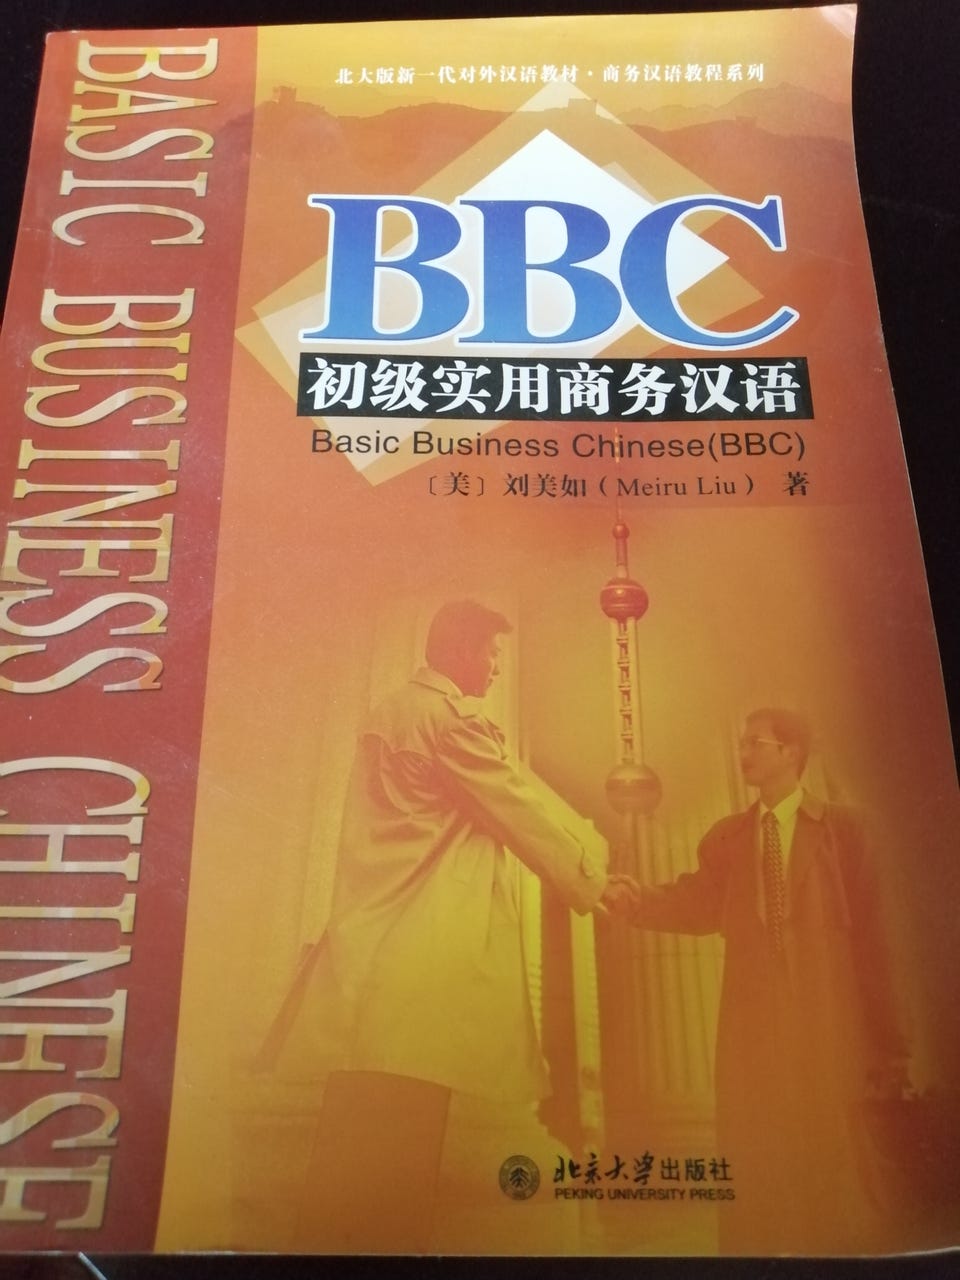 北大版新一代对外汉语教材·商务汉语教程系列
BBC
初级实用商务汉语
Basic Business Chinese(BBC)
〔美〕刘美如（Meiru Liu） 著
BASIC BUSINESS CHINESE
北京大学出版社
PEKING UNIVERSITY PRESS